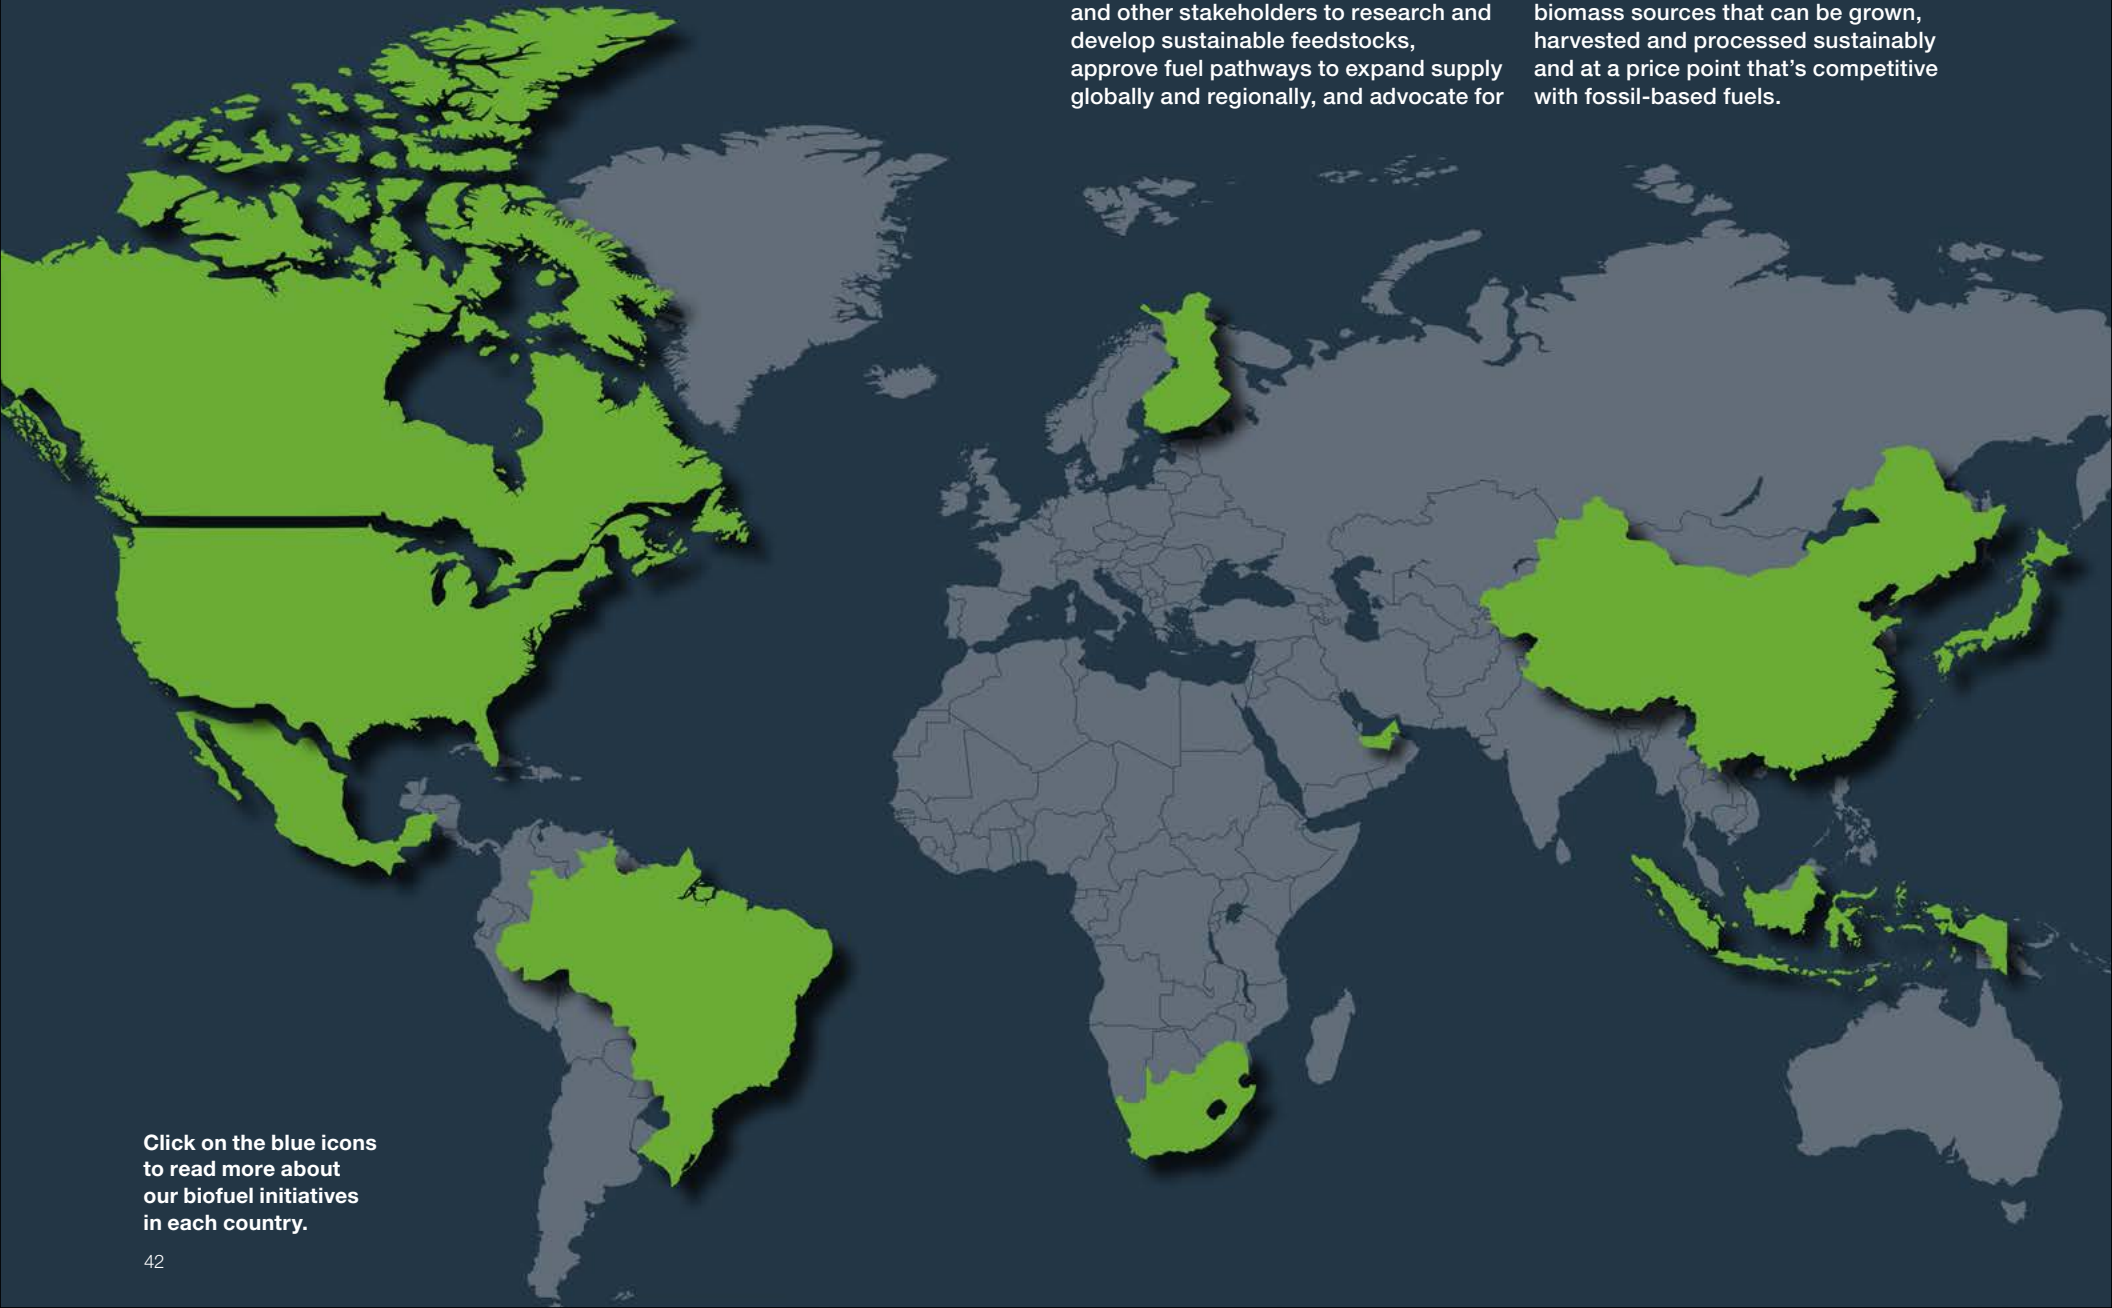 and other stakeholders to research and
develop sustainable feedstocks,
approve fuel pathways to expand supply
globally and regionally, and advocate for
biomass sources that can be grown,
harvested and processed sustainably
and at a price point that’s competitive
with fossil-based fuels.
Click on the blue icons
to read more about
our biofuel initiatives
in each country.
42